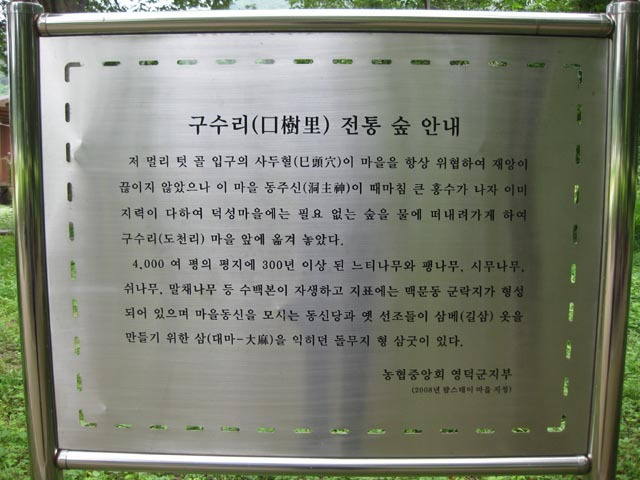 구수리(口樹里) 전통 숲 안내
저 멀리 텃 골 입구의 사두혈(巳頭穴)이 마을을 항상 위협하여 재앙이
끊이지 않았으나 이 마을 동주신(洞主神)이 때마침 큰 홍수가 나자 이미
지력이 다하여 덕성마을에는 필요 없는 숲을 물에 떠내려가게 하여
구수리(도천리) 마을 앞에 옮겨 놓았다.
4,000 여 평의 평지에 300년 이상 된 느티나무와 팽나무, 시무나무,
쉬나무, 말채나무 등 수백본이 자생하고 지표에는 맥문동 군락지가 형성
되어 있으며 마을동신을 모시는 동신당과 옛 선조들이 삼베(길삼) 옷을
만들기 위한 삼(대마-大麻)을 익히던 돌무지 형 삼굿이 있다.
농협중앙회 영덕군지부
(2008년 팜스테이 마을 지정)